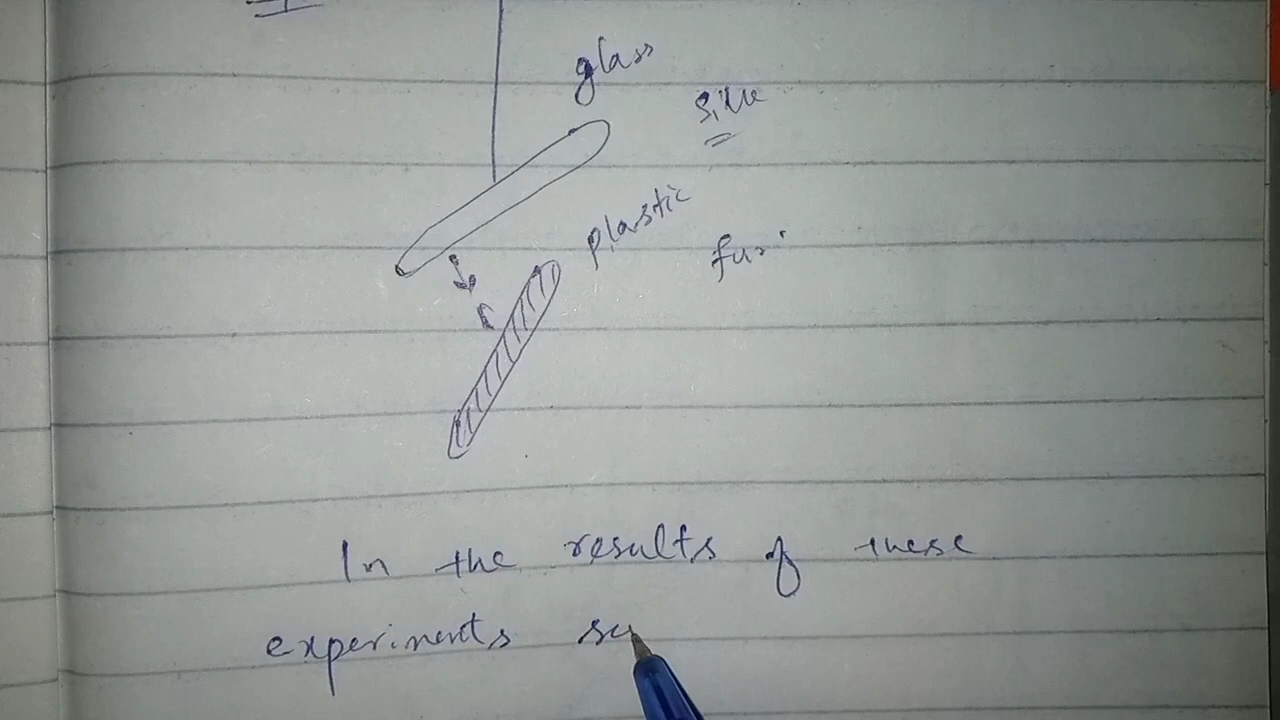 glass
silk
plastic
fur
In the results of these
experiments